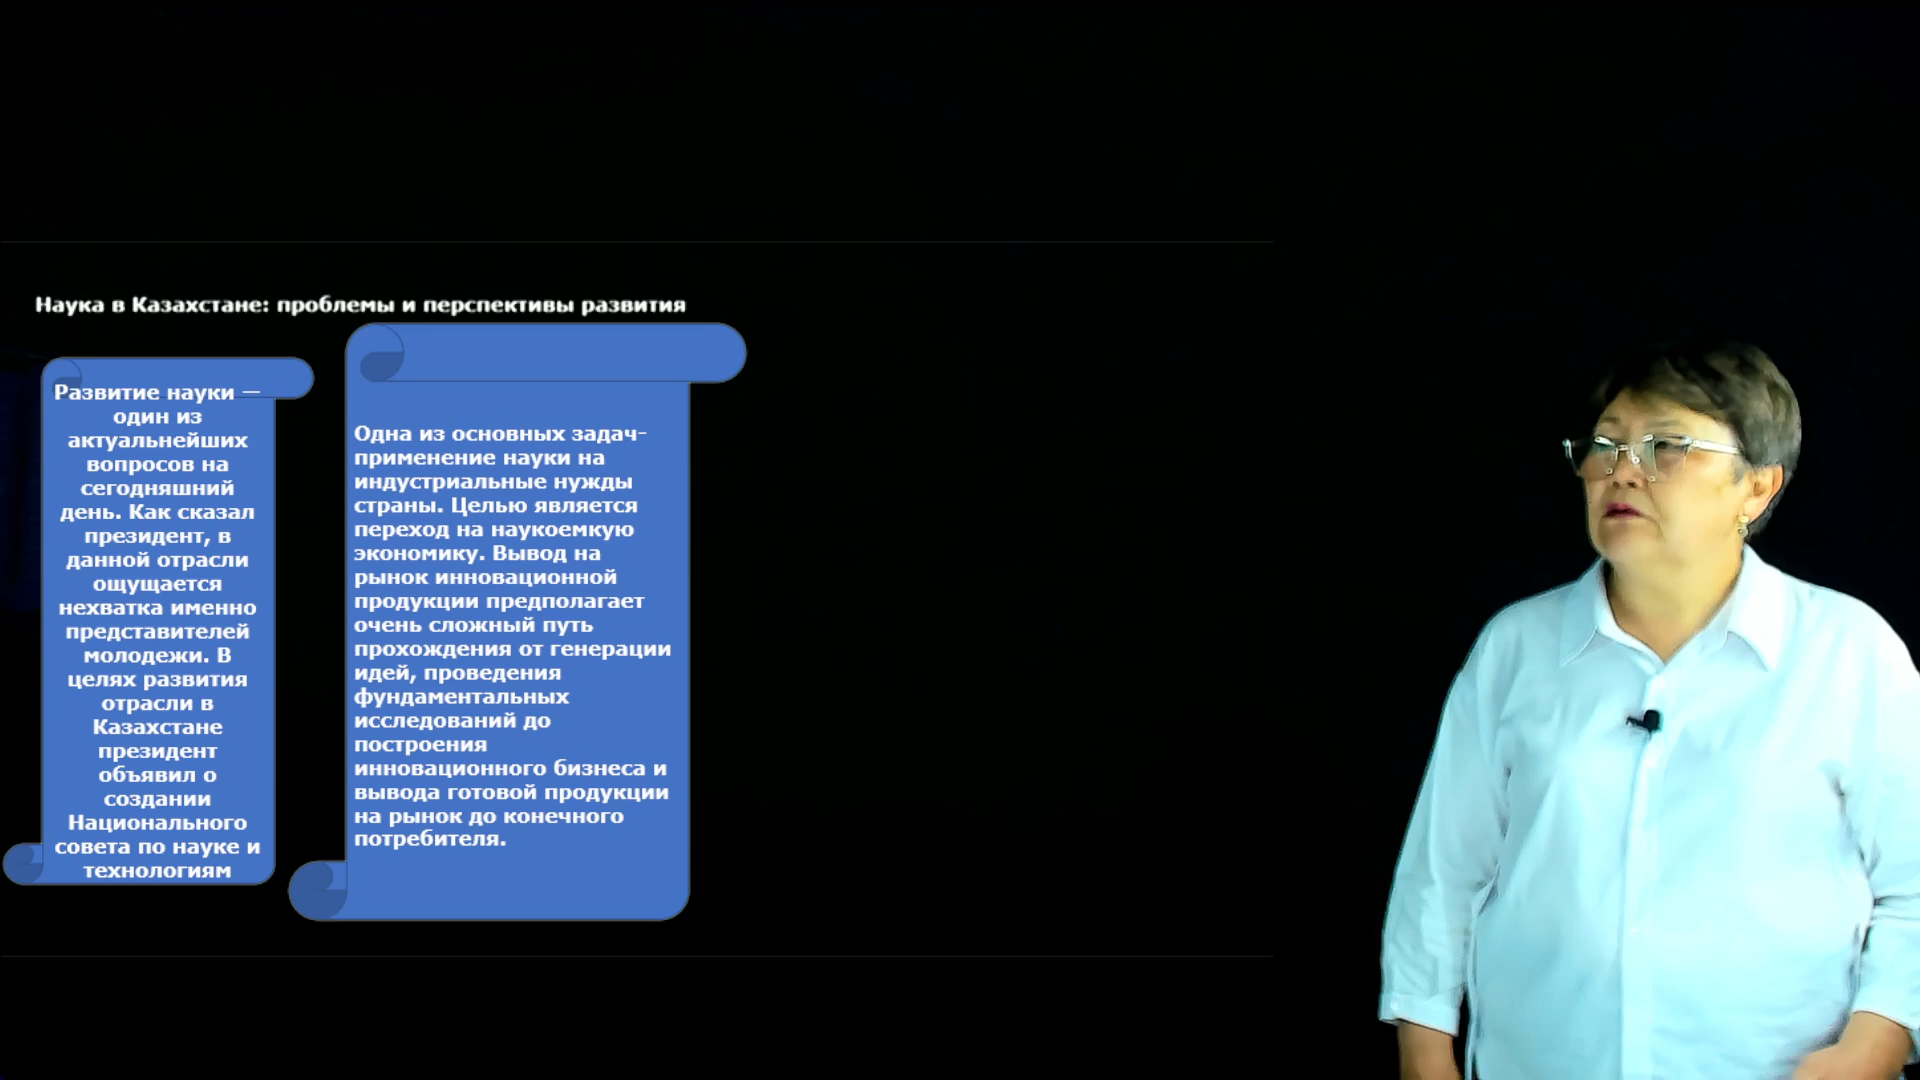 Наука в Казахстане: проблемы и перспективы развития
Развитие науки —
один из
актуальнейших
вопросов на
сегодняшний
день. Как сказал
президент, в
данной отрасли
ощущается
нехватка именно
представителей
молодежи. В
целях развития
отрасли в
Казахстане
президент
объявил о
создании
Национального
совета по науке и
технологиям
Одна из основных задач-
применение науки на
индустриальные нужды
страны. Целью является
переход на наукоемкую
экономику. Вывод на
рынок инновационной
продукции предполагает
очень сложный путь
прохождения от генерации
идей, проведения
фундаментальных
исследований до
построения
инновационного бизнеса и
вывода готовой продукции
на рынок до конечного
потребителя.